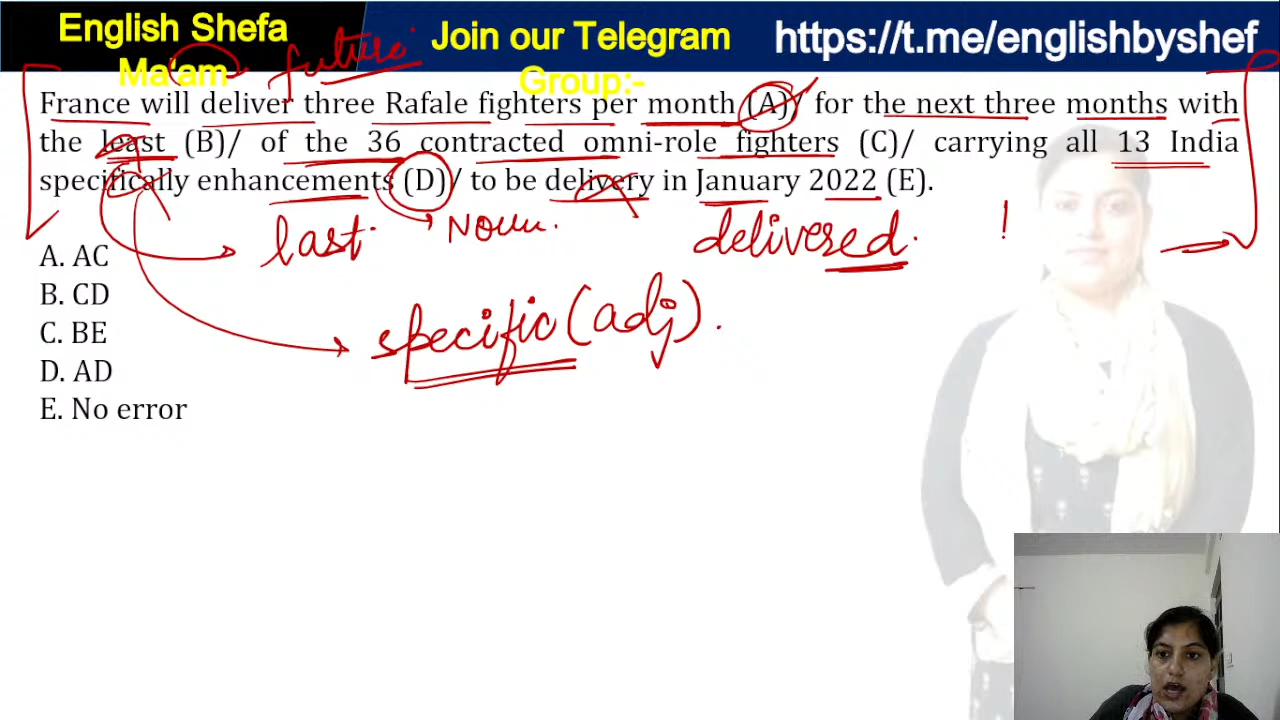 English Shefa
Ma'am
future
Join our Telegram
Group:-
https://t.me/englishbyshef
France will deliver three Rafale fighters per month (A)/ for the next three months with
the least (B)/ of the 36 contracted omni-role fighters (C)/ carrying all 13 India
specifically enhancements (D)/ to be delivery in January 2022 (E).
last.
Noun.
delivered.
A. AC
B. CD
specific (adj).
C. BE
D. AD
E. No error